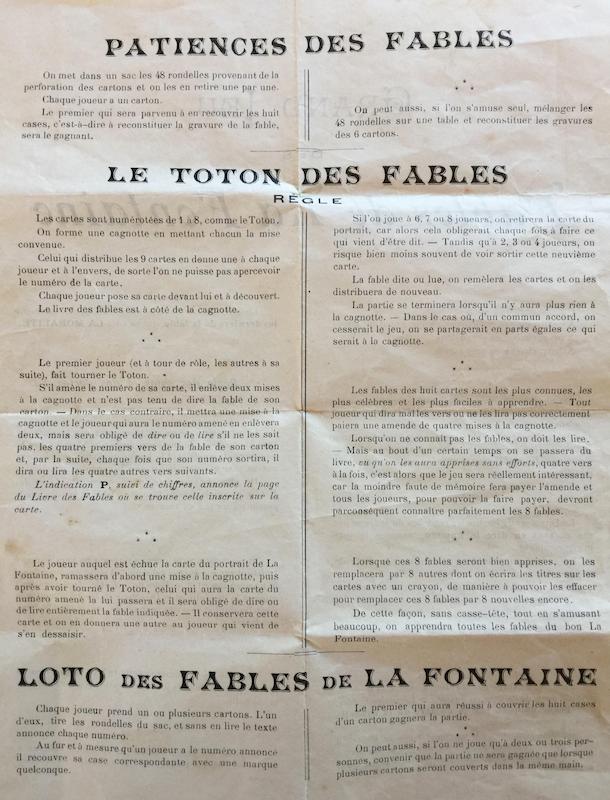 PATIENCES DES FABLES
On met dans un sac les 48 rondelles provenant de la
perforation des cartons et on les en retire une par une.
Chaque joueur a un carton.
Le premier qui sera parvenu à en recouvrir les huit
cases, c'est-à-dire à reconstituer la gravure de la fable,
sera le gagnant.
On peut aussi, si l'on s'amuse seul, mélanger les
48 rondelles sur une table et reconstituer les gravures
des 6 cartons.
LE TOTON DES FABLES
RÈGLE
Les cartes sont numérotées de 1 à 8, comme le Toton.
On forme une cagnotte en mettant chacun la mise
convenue.
Celui qui distribue les 9 cartes en donne une à chaque
joueur et à l'envers, de sorte l'on ne puisse pas apercevoir
le numéro de la carte.
Chaque joueur pose sa carte devant lui et à découvert.
Le livre des fables est à côté de la cagnotte.
Le premier joueur (et à tour de rôle, les autres à sa
suite), fait tourner le Toton.
S'il amène le numéro de sa carte, il enlève deux mises
à la cagnotte et n'est pas tenu de dire la fable de son
carton. — Dans le cas contraire, il mettra une mise à la
cagnotte et le joueur qui aura le numéro amené en enlèvera
deux, mais sera obligé de dire ou de lire s'il ne les sait
pas, les quatre premiers vers de la fable de son carton
et, par la suite, chaque fois que son numéro sortira, il
dira ou lira les quatre autres vers suivants.
L'indication P, suivi de chiffres, annonce la page
du Livre des Fables où se trouve celle inscrite sur la
carte.
Le joueur auquel est échue la carte du portrait de La
Fontaine, ramassera d'abord une mise à la cagnotte, puis
après avoir tourné le Toton, celui qui aura la carte du
numéro amené la lui passera et il sera obligé de dire ou
de lire entièrement la fable indiquée. — Il conservera cette
carte et on en donnera une autre au joueur qui vient de
s'en dessaisir.
Si l'on joue à 6, 7 ou 8 joueurs, on retirera la carte du
portrait, car alors cela obligerait chaque fois à faire ce
qui vient d'être dit. — Tandis qu'à 2, 3 ou 4 joueurs, on
risque bien moins souvent de voir sortir cette neuvième
carte.
La fable dite ou lue, on remêlera les cartes et on les
distribuera de nouveau.
La partie se terminera lorsqu'il n'y aura plus rien à
la cagnotte. — Dans le cas où, d'un commun accord, on
cesserait le jeu, on se partagerait en parts égales ce qui
serait à la cagnotte.
Les fables des huit cartes sont les plus connues, les
plus célèbres et les plus faciles à apprendre. — Tout
joueur qui dira mal les vers ou ne les lira pas correctement
paiera une amende de quatre mises à la cagnotte.
Lorsqu'on ne connaît pas les fables, on doit les lire.
— Mais au bout d'un certain temps on se passera du
livre, vu qu'on les aura apprises sans efforts, quatre vers
à la fois, c'est alors que le jeu sera réellement intéressant,
car la moindre faute de mémoire fera payer l'amende et
tous les joueurs, pour pouvoir la faire payer, devront
parconséquent connaître parfaitement les 8 fables.
Lorsque ces 8 fables seront bien apprises, on les
remplacera par 8 autres dont on écrira les titres sur les
cartes avec un crayon, de manière à pouvoir les effacer
pour remplacer ces 8 fables par 8 nouvelles encore.
De cette façon, sans casse-tête, tout en s'amusant
beaucoup, on apprendra toutes les fables du bon La
Fontaine.
LOTO DES FABLES DE LA FONTAINE
Chaque joueur prend un ou plusieurs cartons. L'un
d'eux, tire les rondelles du sac, et sans en lire le texte
annonce chaque numéro.
Au fur et à mesure qu'un joueur a le numéro annoncé
il recouvre sa case correspondante avec une marque
quelconque.
Le premier qui aura réussi à couvrir les huit cases
d'un carton gagnera la partie.
On peut aussi, si l'on ne joue qu'à deux ou trois per-
sonnes, convenir que la partie ne sera gagnée que lorsque
plusieurs cartons seront couverts dans la même main.